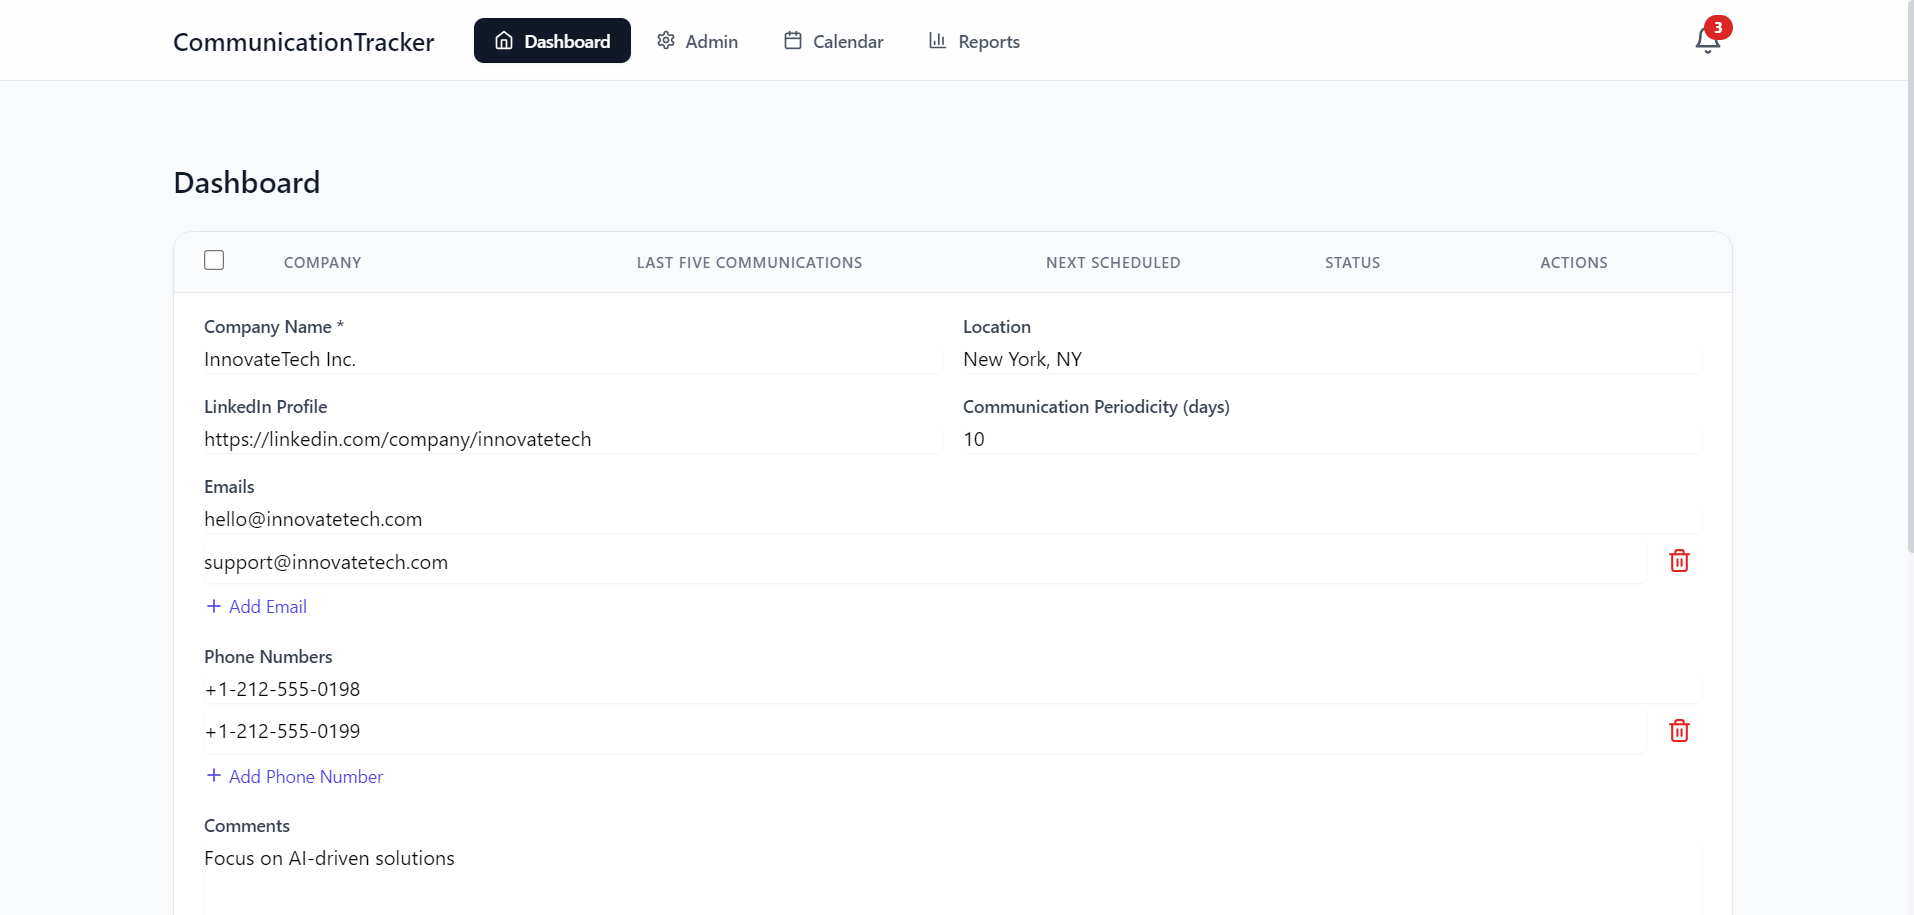 CommunicationTracker Dashboard Admin Calendar Reports 3
Dashboard
COMPANY LAST FIVE COMMUNICATIONS NEXT SCHEDULED STATUS ACTIONS
Company Name * Location
InnovateTech Inc. New York, NY
LinkedIn Profile Communication Periodicity (days)
https://linkedin.com/company/innovatetech 10
Emails
hello@innovatetech.com
support@innovatetech.com
+ Add Email
Phone Numbers
+1-212-555-0198
+1-212-555-0199
+ Add Phone Number
Comments
Focus on AI-driven solutions